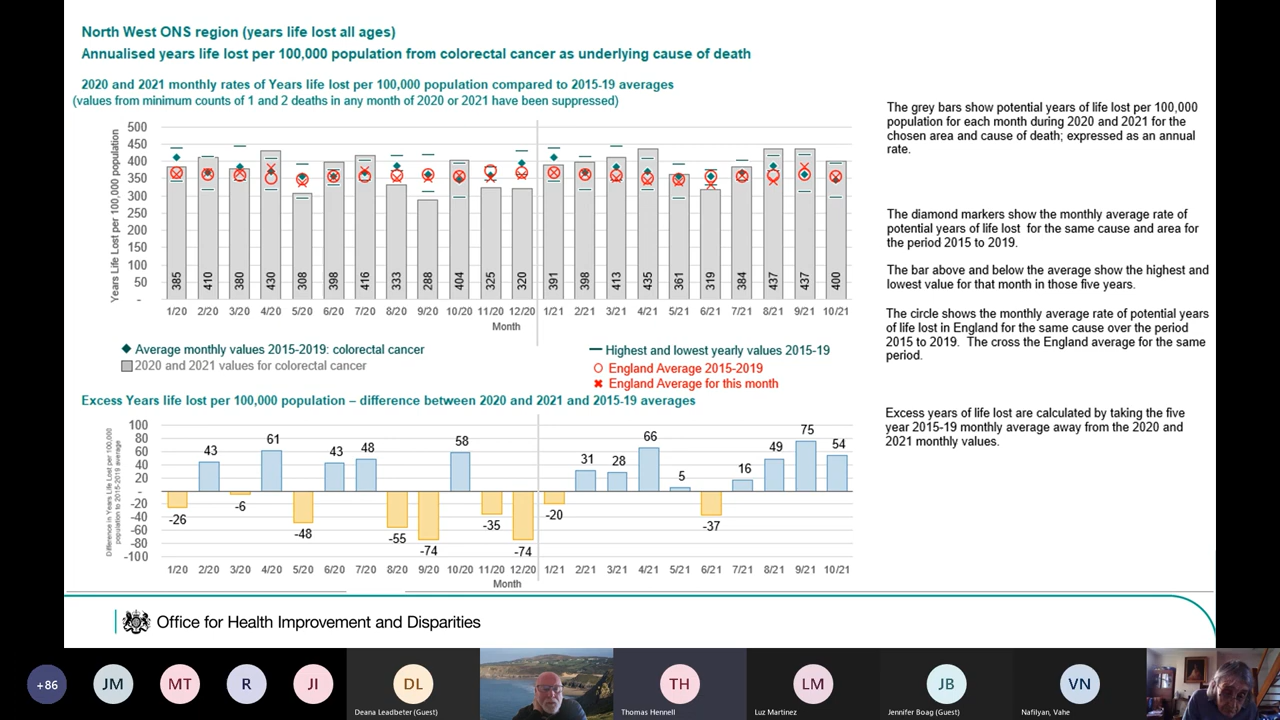 North West ONS region (years life lost all ages)
Annualised years life lost per 100,000 population from colorectal cancer as underlying cause of death
2020 and 2021 monthly rates of Years life lost per 100,000 population compared to 2015-19 averages
(values from minimum counts of 1 and 2 deaths in any month of 2020 or 2021 have been suppressed)
Years Life Lost per 100,000 population
500
450
400
350
300
250
200
150
100
50
-
385 410 380 430 308 398 416 333 288 404 325 320 391 398 413 435 361 319 384 437 437 400
1/20 2/20 3/20 4/20 5/20 6/20 7/20 8/20 9/20 10/20 11/20 12/20 1/21 2/21 3/21 4/21 5/21 6/21 7/21 8/21 9/21 10/21
Month
Average monthly values 2015-2019: colorectal cancer
2020 and 2021 values for colorectal cancer
Highest and lowest yearly values 2015-19
England Average 2015-2019
England Average for this month
Excess Years life lost per 100,000 population – difference between 2020 and 2021 and 2015-19 averages
Difference in Years Life Lost per 100,000
population to 2015-2019 average
100
80
60
40
20
-
-20
-40
-60
-80
-100
-26 43 -6 61 -48 43 48 -55 -74 58 -35 -74 -20 31 28 66 5 -37 16 49 75 54
1/20 2/20 3/20 4/20 5/20 6/20 7/20 8/20 9/20 10/20 11/20 12/20 1/21 2/21 3/21 4/21 5/21 6/21 7/21 8/21 9/21 10/21
Month
The grey bars show potential years of life lost per 100,000
population for each month during 2020 and 2021 for the
chosen area and cause of death; expressed as an annual
rate.
The diamond markers show the monthly average rate of
potential years of life lost for the same cause and area for
the period 2015 to 2019.
The bar above and below the average show the highest and
lowest value for that month in those five years.
The circle shows the monthly average rate of potential years
of life lost in England for the same cause over the period
2015 to 2019. The cross the England average for the same
period.
Excess years of life lost are calculated by taking the five
year 2015-19 monthly average away from the 2020 and
2021 monthly values.
Office for Health Improvement and Disparities
+86
JM
MT
R
JI
DL
Deana Leadbeter (Guest)
TH
Thomas Hennell
LM
Luz Martinez
JB
Jennifer Boag (Guest)
VN
Nafilyan, Vahe